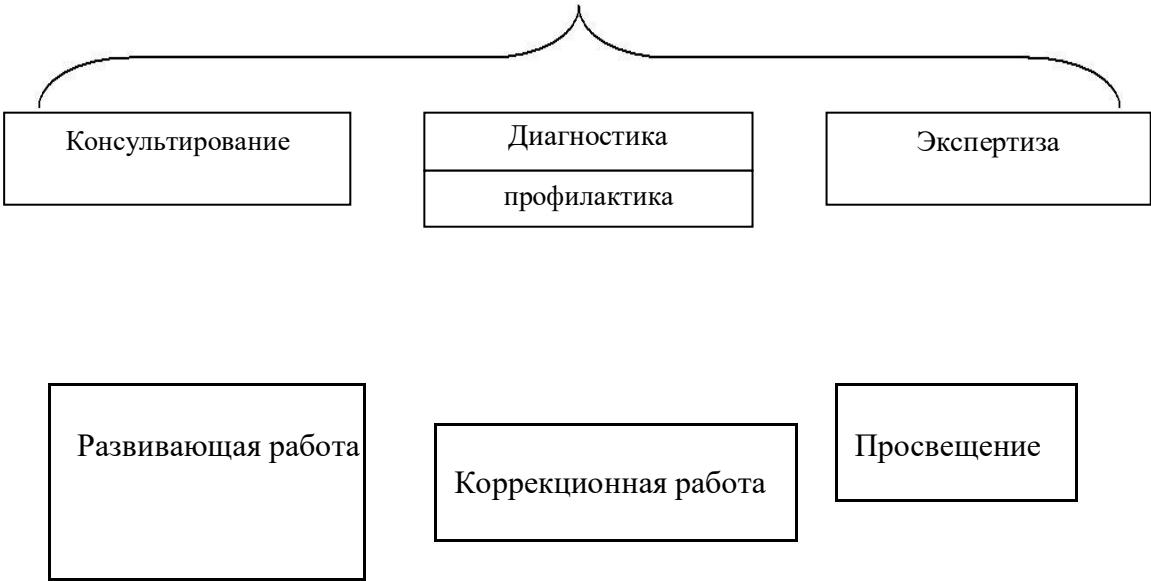 Консультирование
Диагностика
Экспертиза
профилактика
Развивающая работа
Коррекционная работа
Просвещение